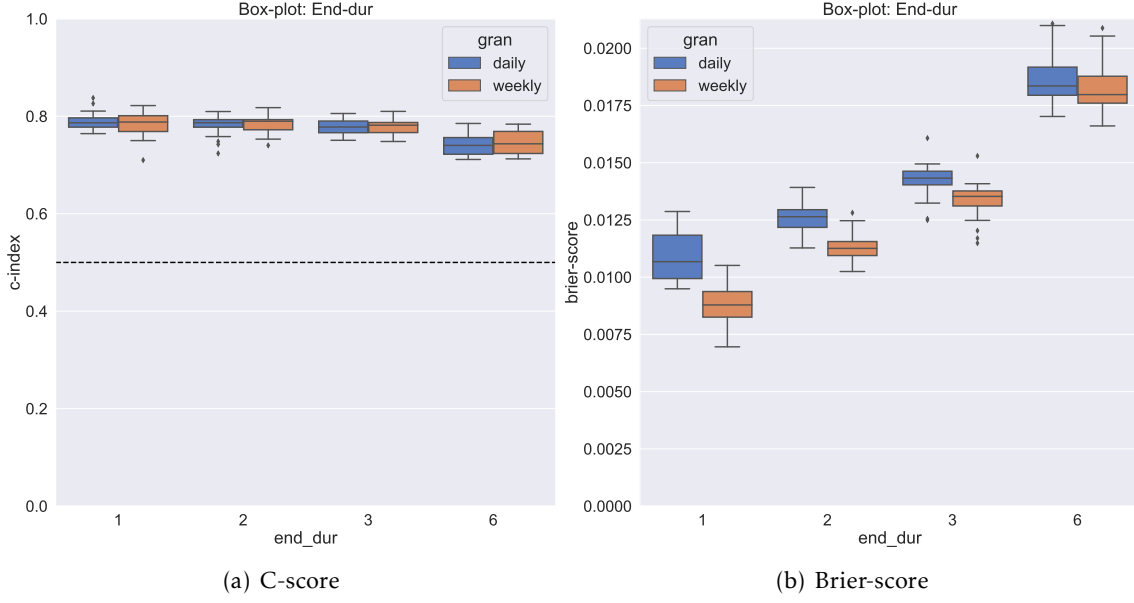 Box-plot: End-dur
1.0
0.8
0.6
0.4
0.2
0.0
c-index
gran
daily
weekly
1
2
3
6
end_dur
(a) C-score
Box-plot: End-dur
0.0200
0.0175
0.0150
0.0125
0.0100
0.0075
0.0050
0.0025
0.0000
brier-score
gran
daily
weekly
1
2
3
6
end_dur
(b) Brier-score